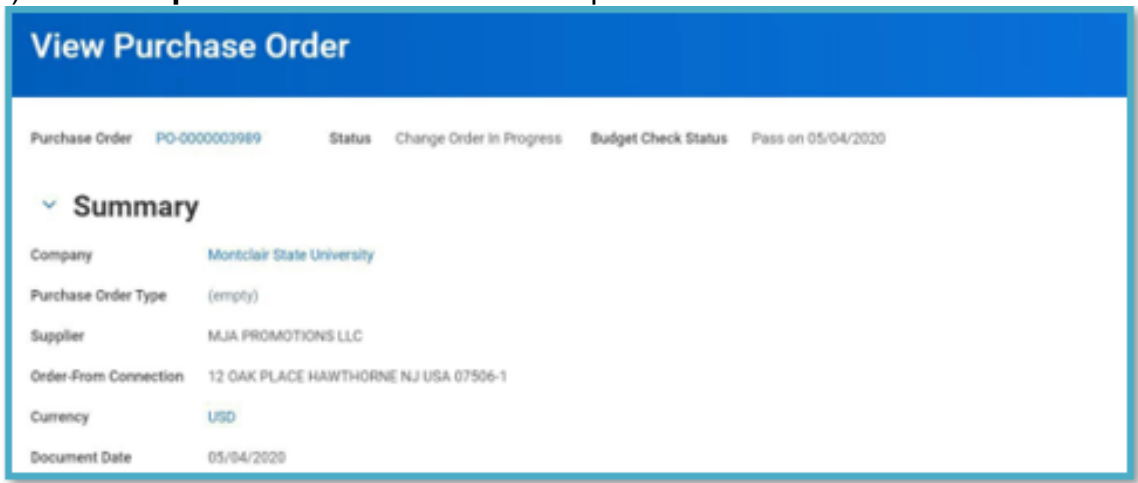 View Purchase Order
Purchase Order PO-0000003989 Status Change Order In Progress Budget Check Status Pass on 05/04/2020
Summary
Company Montclair State University
Purchase Order Type (empty)
Supplier MJA PROMOTIONS LLC
Order-From Connection 12 OAK PLACE HAWTHORNE NJ USA 07506-1
Currency USD
Document Date 05/04/2020